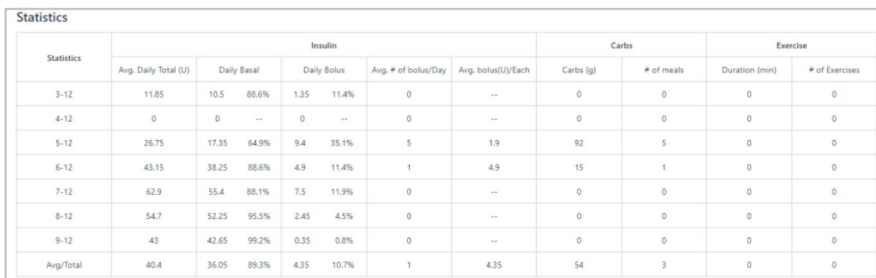 Statistics
Statistics Insulin Carbs Exercise
Avg. Daily Total (U) Daily Basal Daily Bolus Avg. # of bolus/Day Avg. bolus(U)/Each Carbs (g) # of meals Duration (min) # of Exercises
3-12 11.85 10.5 88.6% 1.35 11.4% 0 -- 0 0 0 0
4-12 0 0 -- 0 -- 0 -- 0 0 0 0
5-12 26.75 17.35 64.9% 9.4 35.1% 5 1.9 92 5 0 0
6-12 43.15 38.25 88.6% 4.9 11.4% 1 4.9 15 1 0 0
7-12 62.9 55.4 88.1% 7.5 11.9% 0 -- 0 0 0 0
8-12 54.7 52.25 95.5% 2.45 4.5% 0 -- 0 0 0 0
9-12 43 42.65 99.2% 0.35 0.8% 0 -- 0 0 0 0
Avg/Total 40.4 36.05 89.3% 4.35 10.7% 1 4.35 54 3 0 0